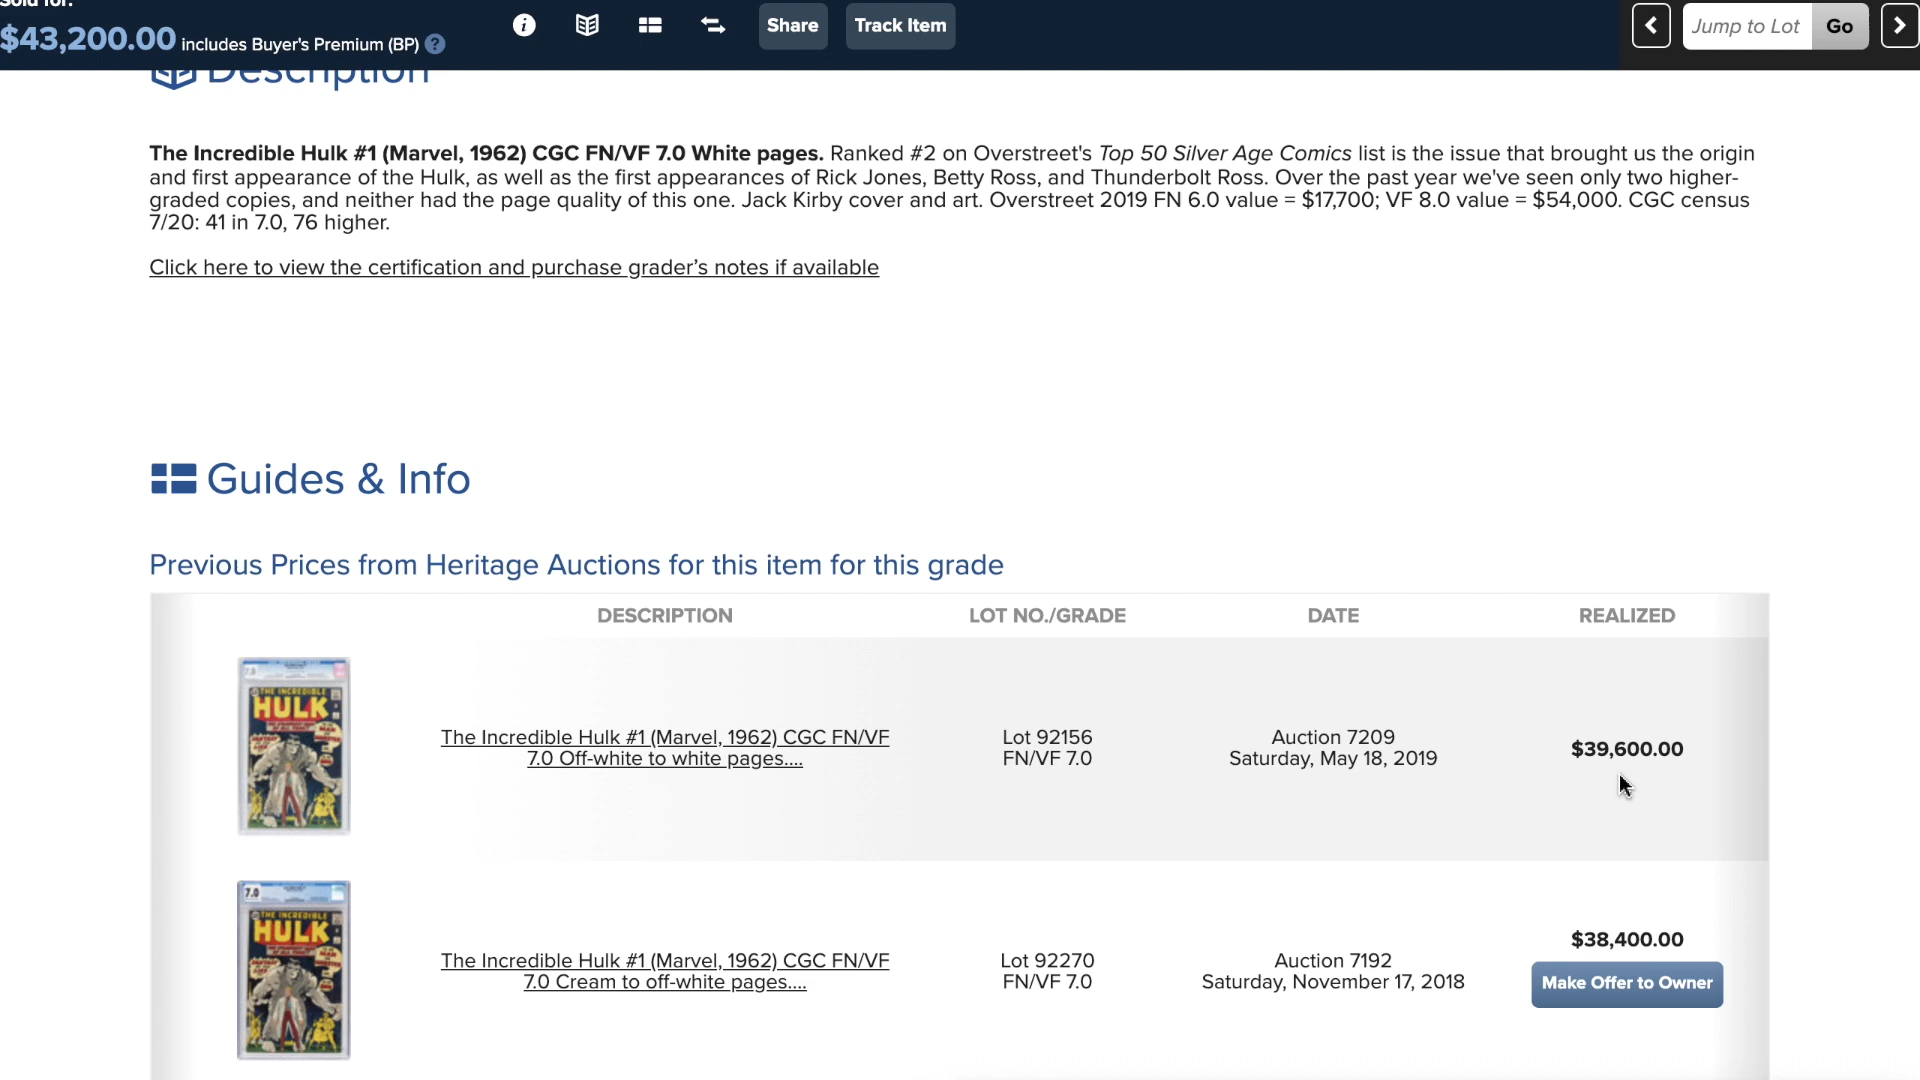 Sold for:
$43,200.00 includes Buyer's Premium (BP) ?
Share
Track Item
Jump to Lot
Go
Description
The Incredible Hulk #1 (Marvel, 1962) CGC FN/VF 7.0 White pages. Ranked #2 on Overstreet's Top 50 Silver Age Comics list is the issue that brought us the origin
and first appearance of the Hulk, as well as the first appearances of Rick Jones, Betty Ross, and Thunderbolt Ross. Over the past year we've seen only two higher-
graded copies, and neither had the page quality of this one. Jack Kirby cover and art. Overstreet 2019 FN 6.0 value = $17,700; VF 8.0 value = $54,000. CGC census
7/20: 41 in 7.0, 76 higher.
Click here to view the certification and purchase grader’s notes if available
Guides & Info
Previous Prices from Heritage Auctions for this item for this grade
DESCRIPTION LOT NO./GRADE DATE REALIZED
THE INCREDIBLE
HULK
The Incredible Hulk #1 (Marvel, 1962) CGC FN/VF
7.0 Off-white to white pages....
Lot 92156
FN/VF 7.0
Auction 7209
Saturday, May 18, 2019
$39,600.00
7.0
THE INCREDIBLE
HULK
The Incredible Hulk #1 (Marvel, 1962) CGC FN/VF
7.0 Cream to off-white pages....
Lot 92270
FN/VF 7.0
Auction 7192
Saturday, November 17, 2018
$38,400.00
Make Offer to Owner